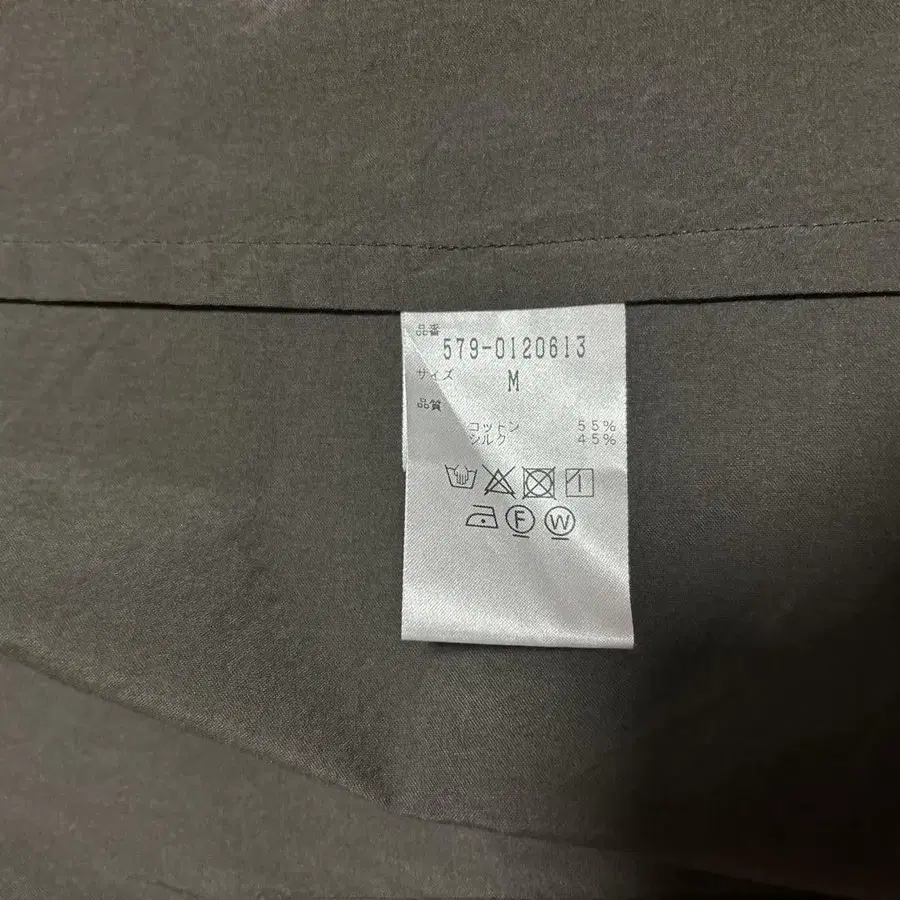 品番
579-0120613
サイズ M
品質
コットン 55%
シルク 45%
F W